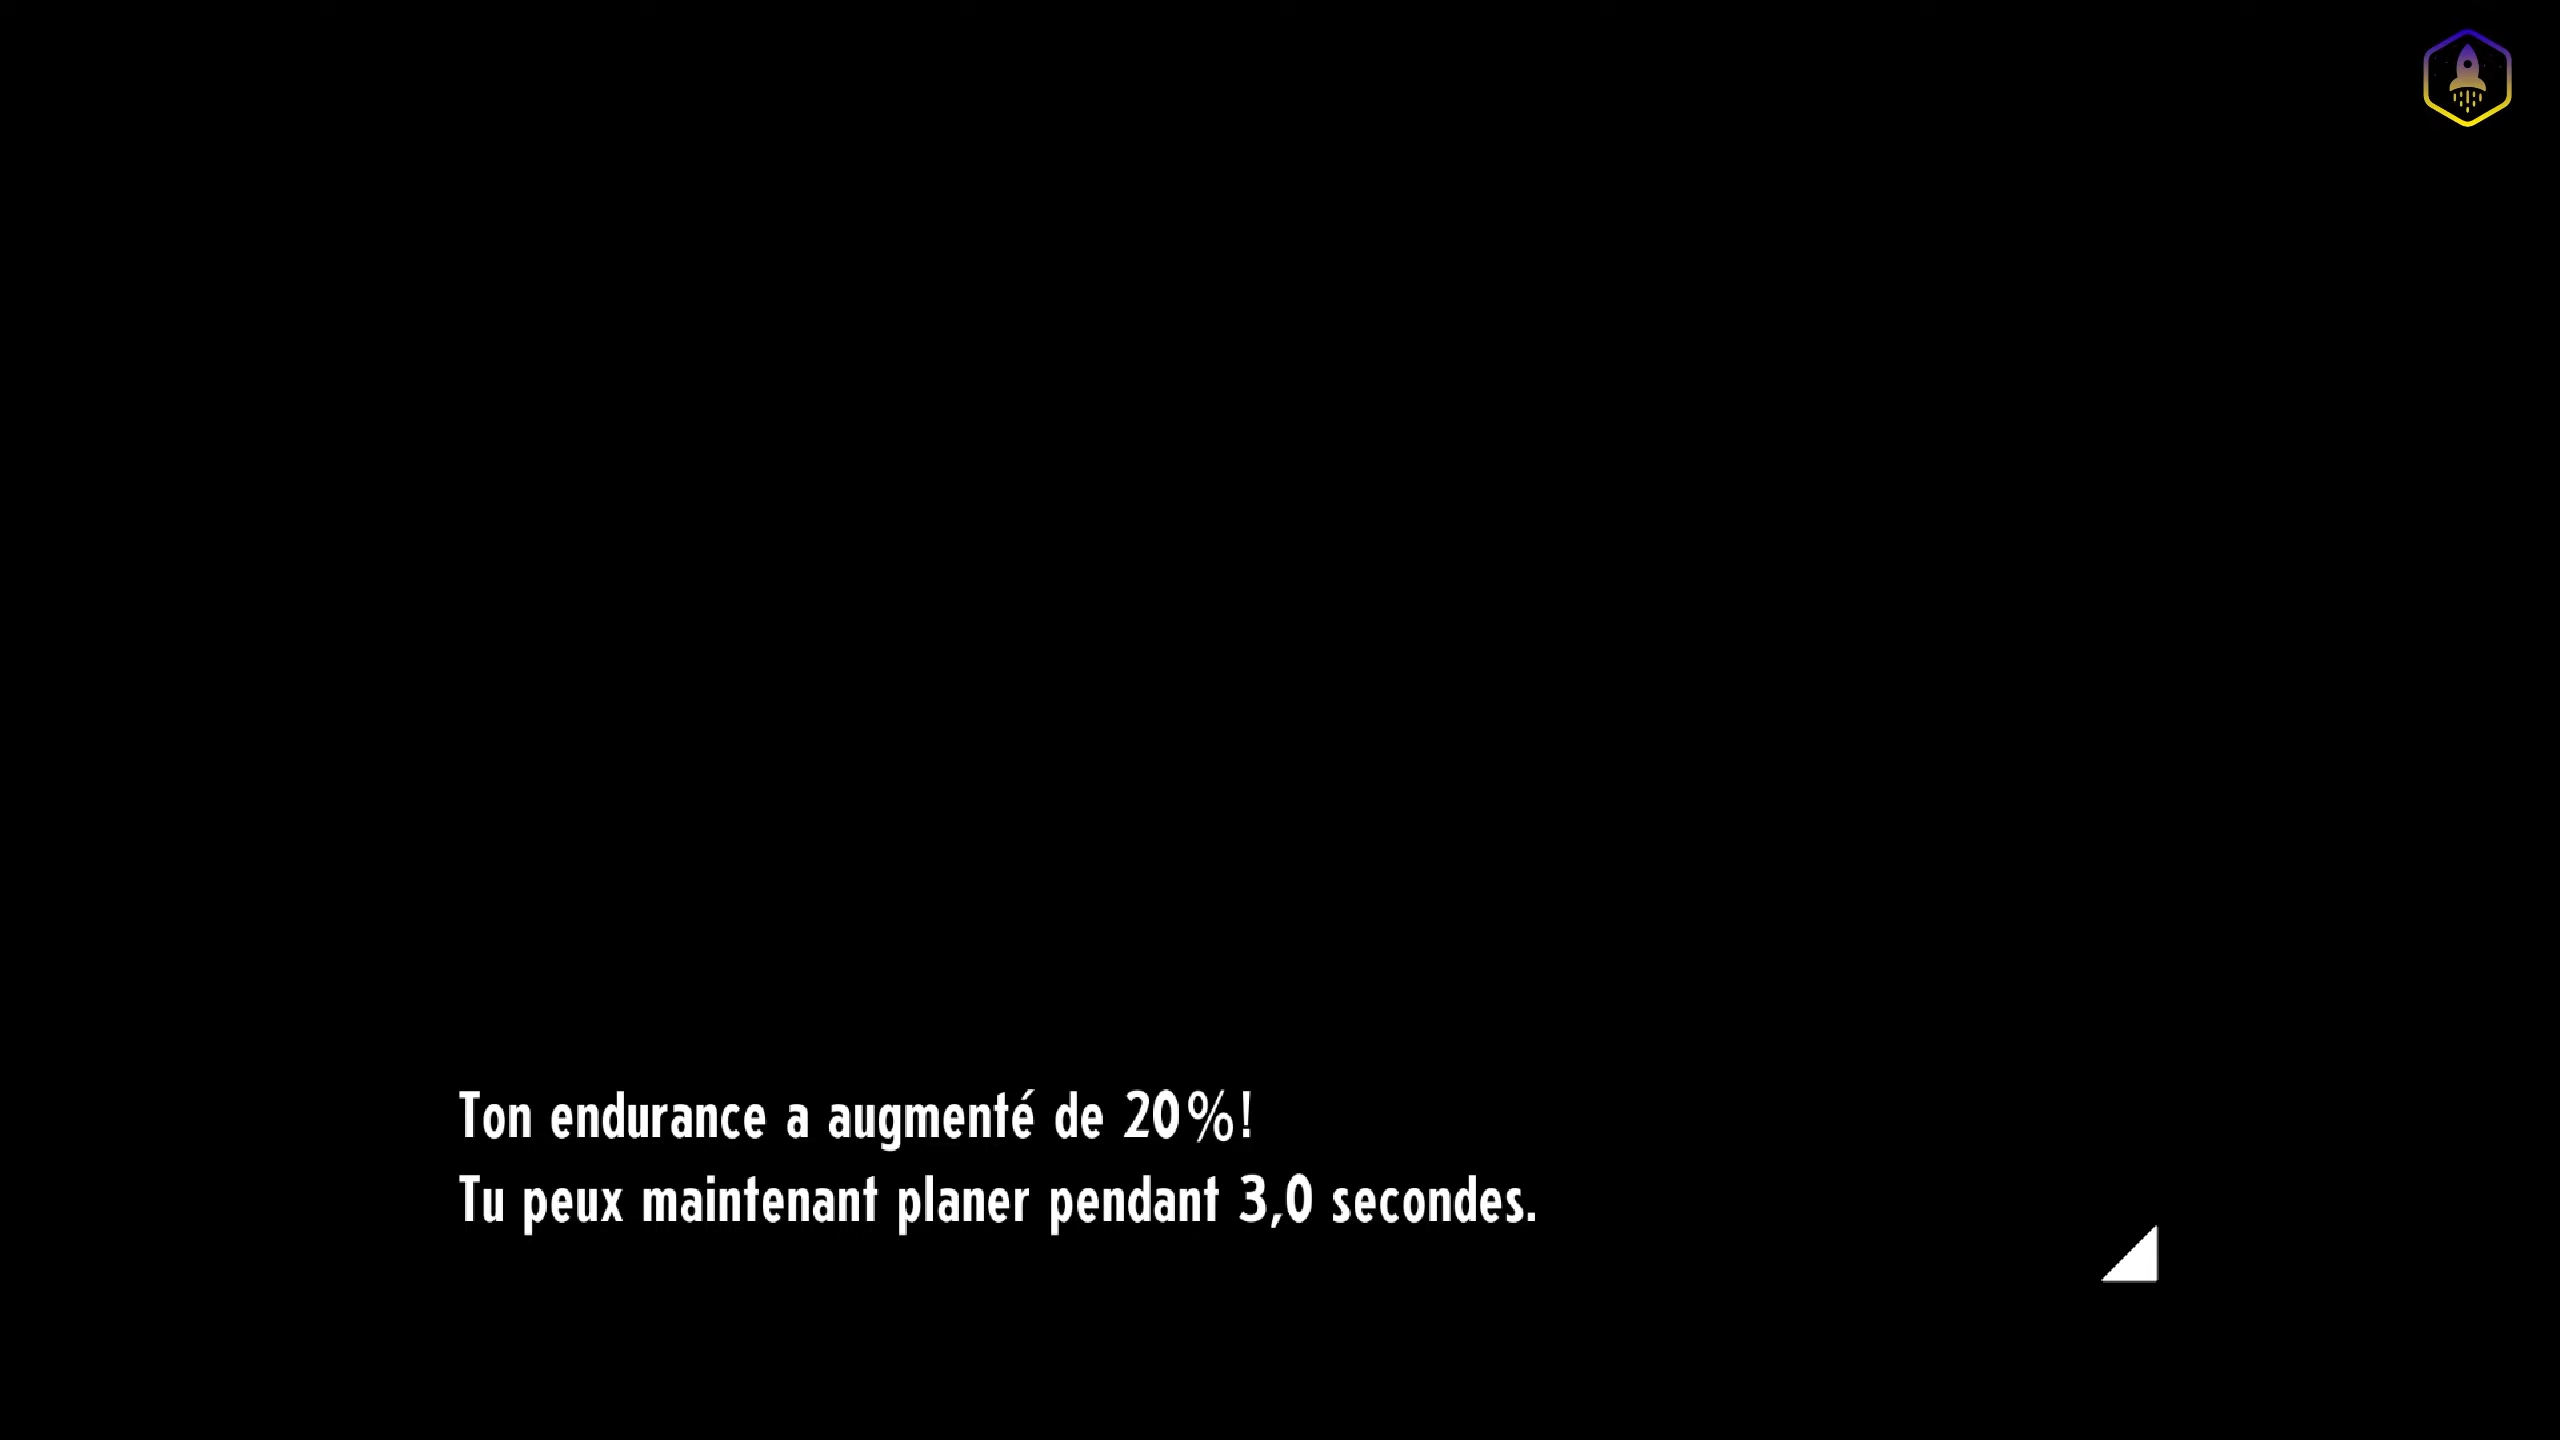 Ton endurance a augmenté de 20%!
Tu peux maintenant planer pendant 3,0 secondes.